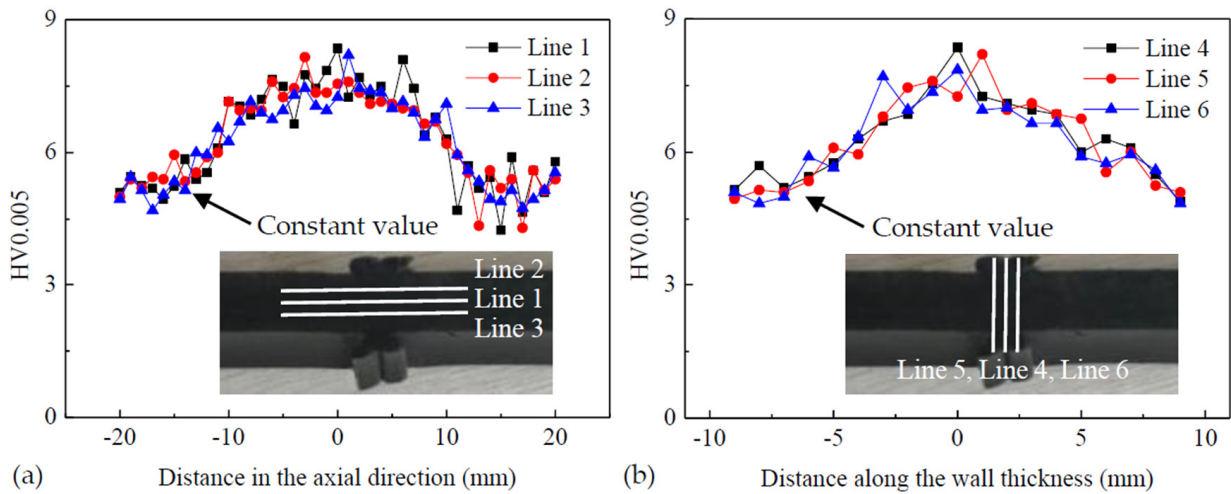 9
6
3
0
HV0.005
Line 1
Line 2
Line 3
Constant value
Line 2
Line 1
Line 3
-20 -10 0 10 20
(a) Distance in the axial direction (mm)
9
6
3
0
HV0.005
Line 4
Line 5
Line 6
Constant value
Line 5, Line 4, Line 6
-10 -5 0 5 10
(b) Distance along the wall thickness (mm)